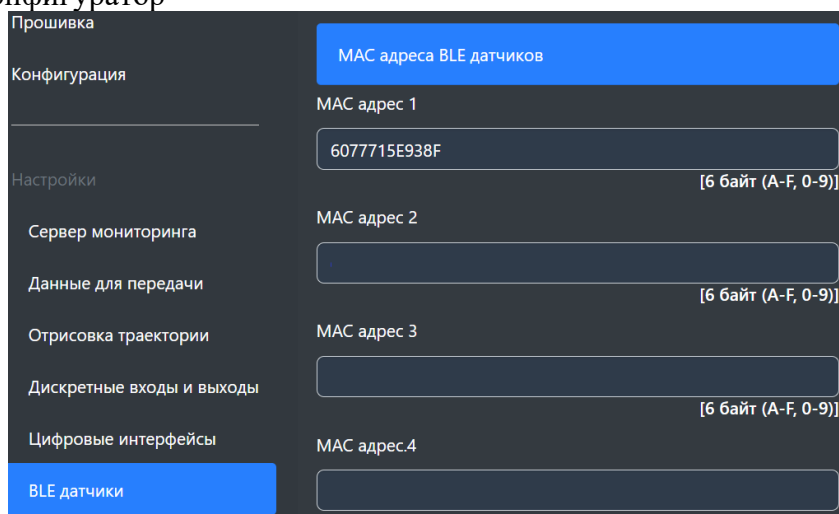 Прошивка
Конфигурация
Настройки
Сервер мониторинга
Данные для передачи
Отрисовка траектории
Дискретные входы и выходы
Цифровые интерфейсы
BLE датчики
MAC адреса BLE датчиков
MAC адрес 1
6077715E938F
[6 байт (A-F, 0-9)]
MAC адрес 2
[6 байт (A-F, 0-9)]
MAC адрес 3
[6 байт (A-F, 0-9)]
MAC адрес.4